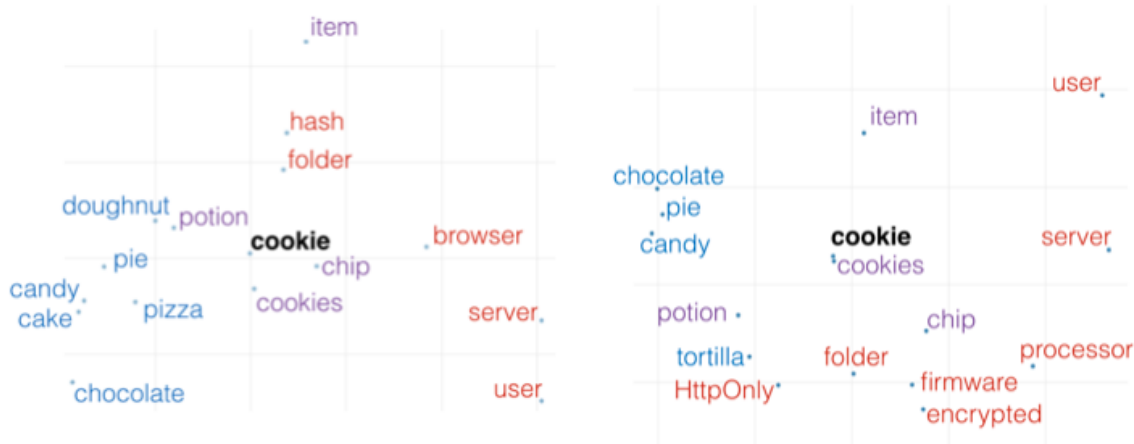 item
hash
folder
doughnut
potion
cookie
browser
pie
chip
candy
cookies
pizza
cake
server
chocolate
user
user
item
chocolate
pie
cookie
server
candy
cookies
potion
chip
tortilla
folder
processor
HttpOnly
firmware
encrypted